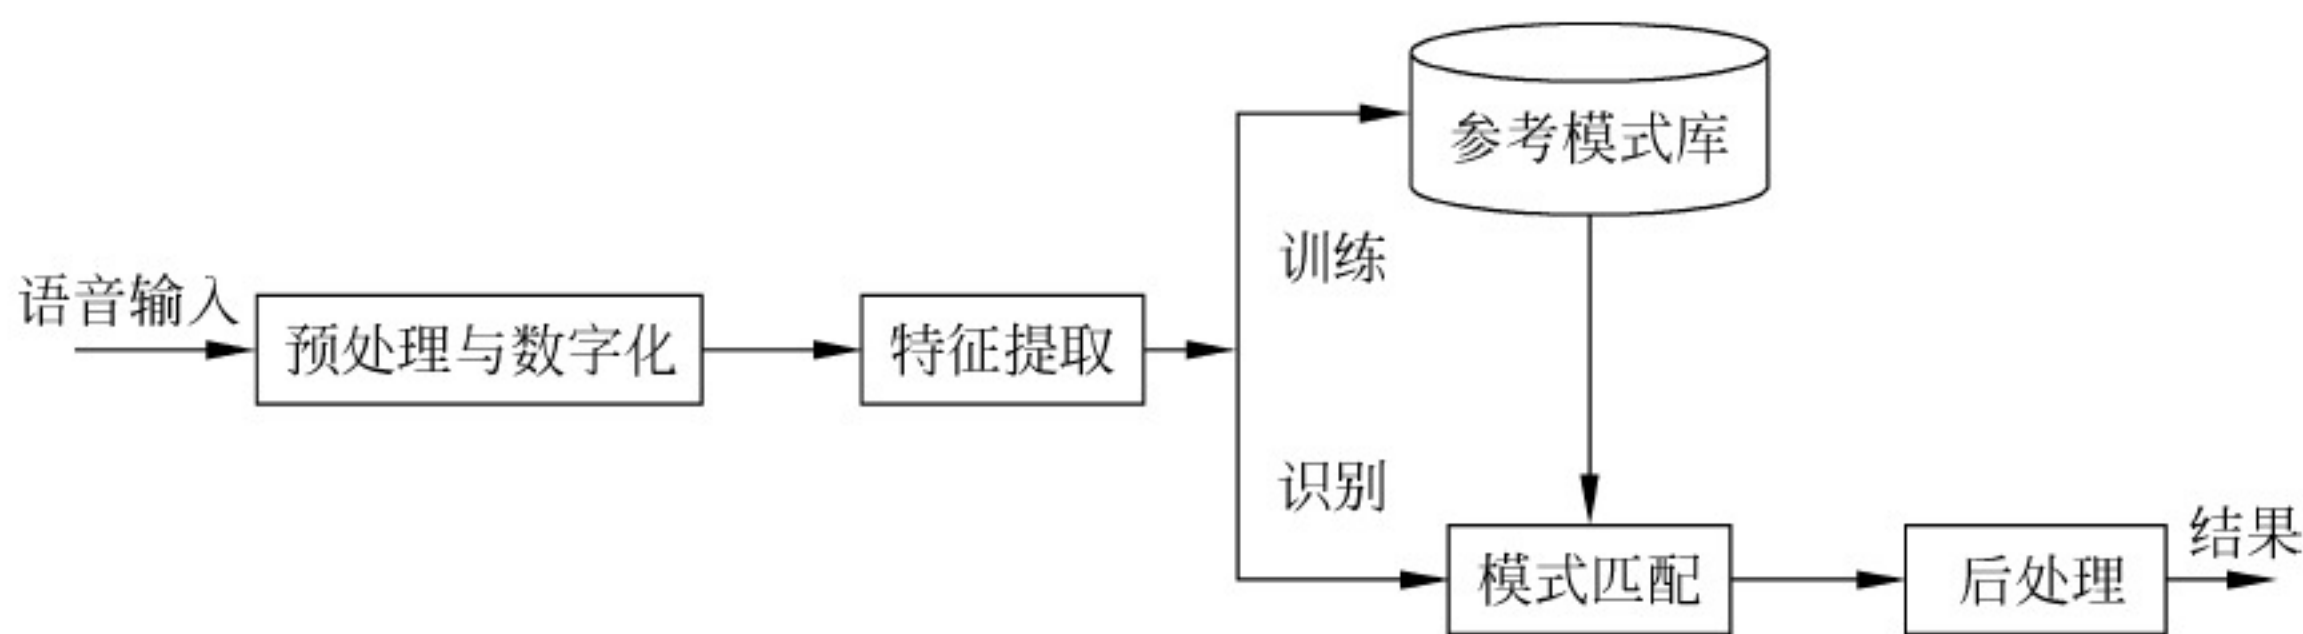 参考模式库
训练
语音输入
预处理与数字化
特征提取
识别
模式匹配
后处理
结果